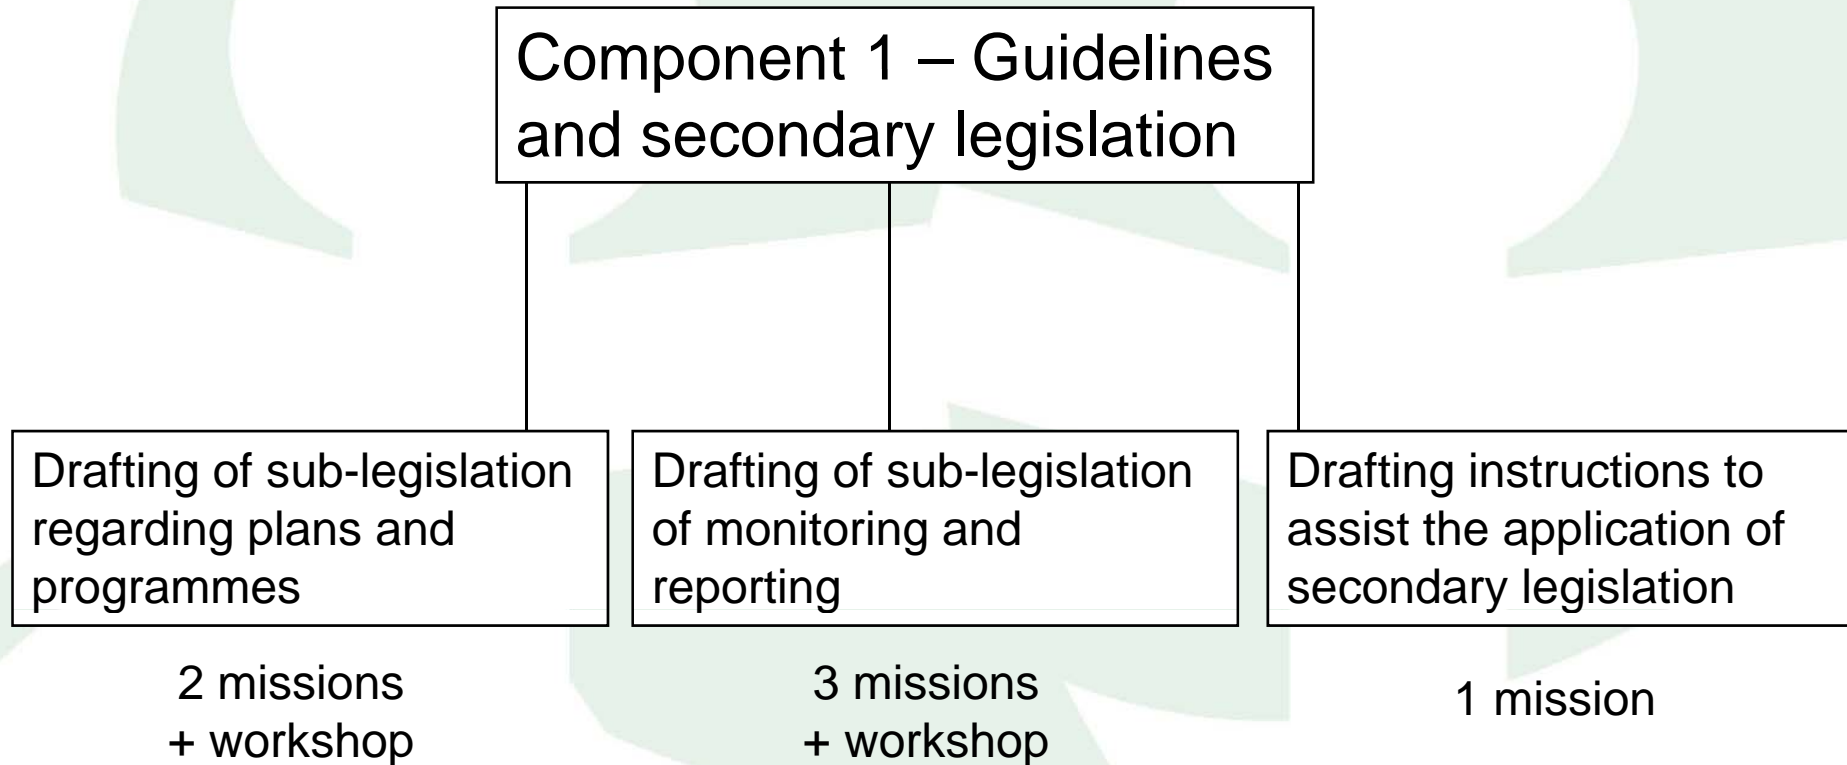 Component 1 – Guidelines
and secondary legislation
Drafting of sub-legislation
regarding plans and
programmes
Drafting of sub-legislation
of monitoring and
reporting
Drafting instructions to
assist the application of
secondary legislation
2 missions
+ workshop
3 missions
+ workshop
1 mission